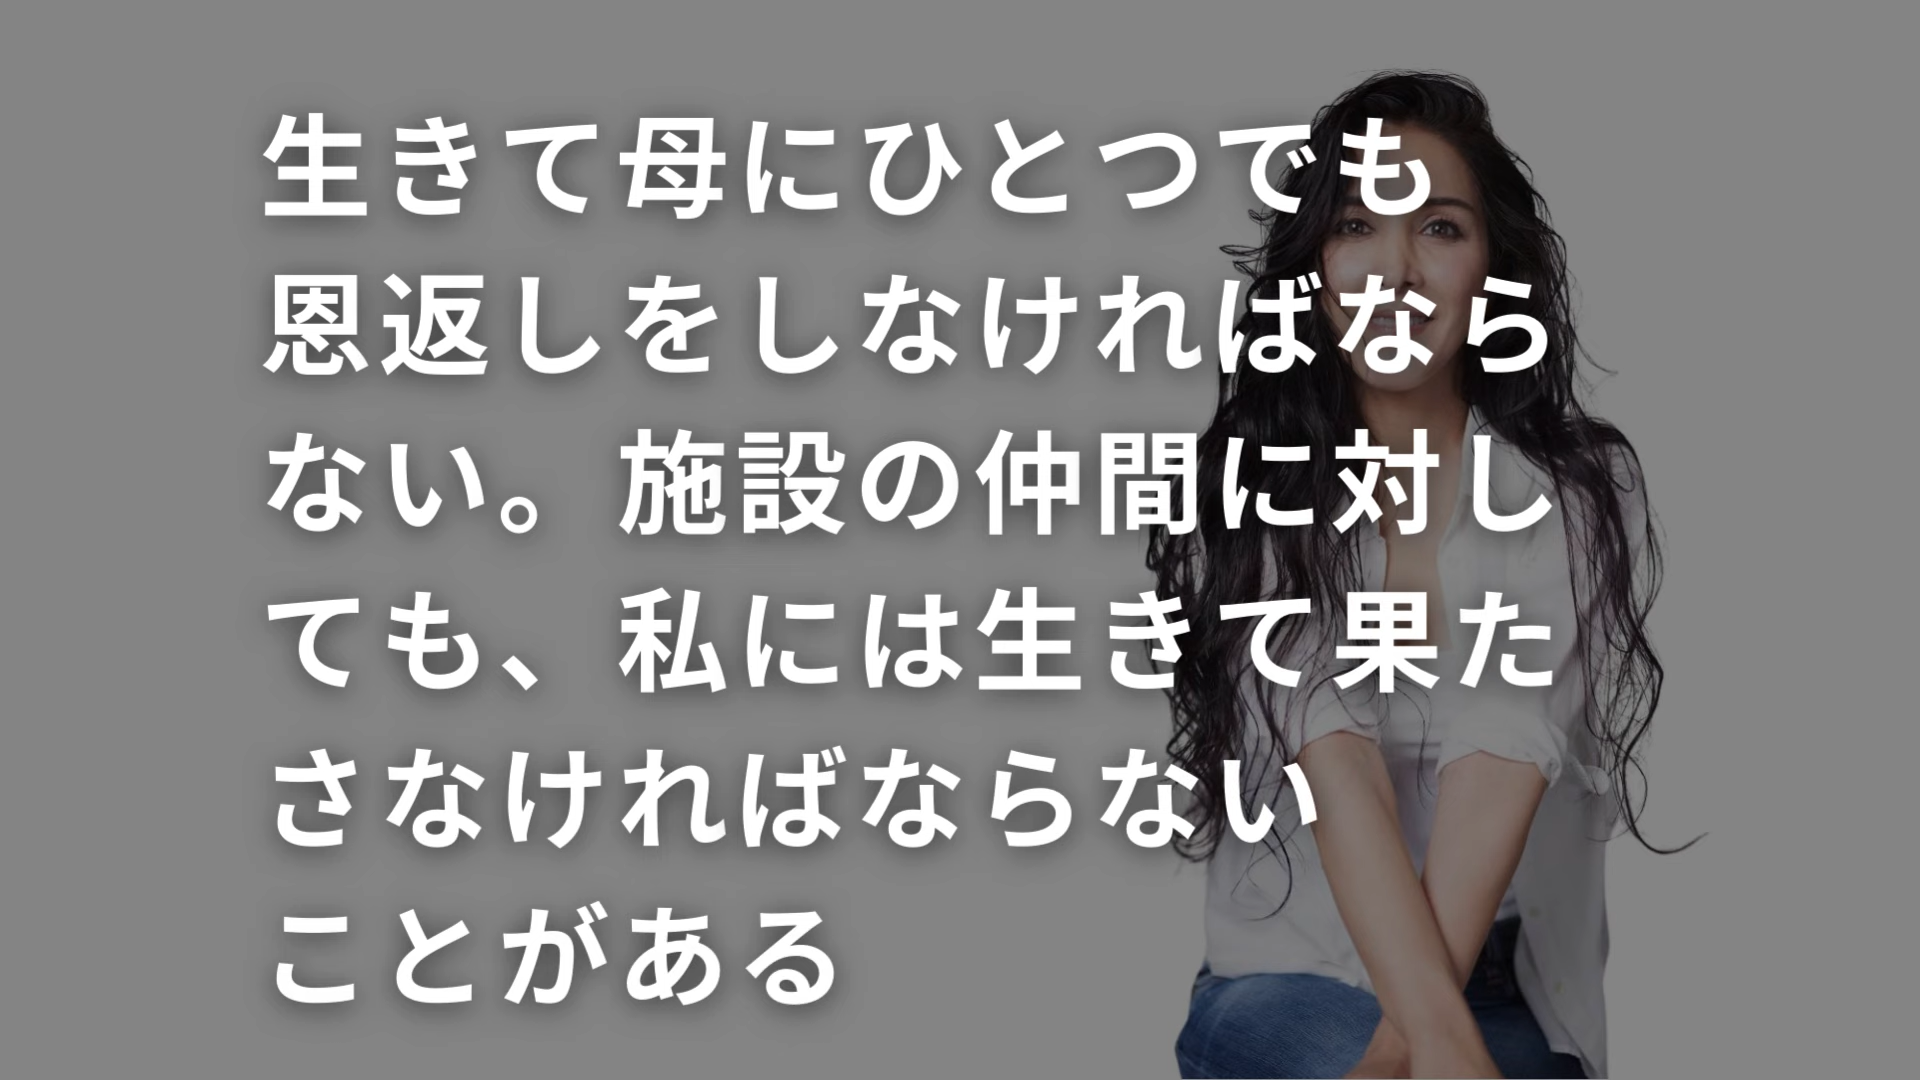 生きて母にひとつでも
恩返しをしなければなら
ない。施設の仲間に対し
ても、私には生きて果た
さなければならない
ことがある